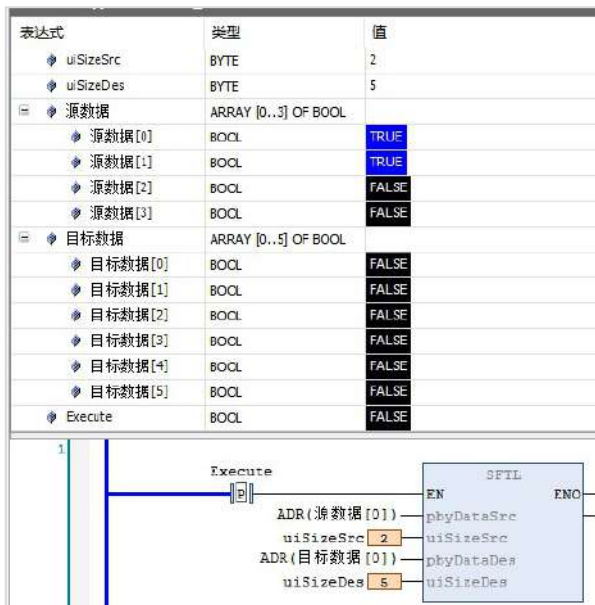 表达式 类型 值
uiSizeSrc BYTE 2
uiSizeDes BYTE 5
源数据 ARRAY [0..3] OF BOOL
源数据[0] BOOL TRUE
源数据[1] BOOL TRUE
源数据[2] BOOL FALSE
源数据[3] BOOL FALSE
目标数据 ARRAY [0..5] OF BOOL
目标数据[0] BOOL FALSE
目标数据[1] BOOL FALSE
目标数据[2] BOOL FALSE
目标数据[3] BOOL FALSE
目标数据[4] BOOL FALSE
目标数据[5] BOOL FALSE
Execute BOOL FALSE
1
Execute SFTL
P EN ENO
ADR(源数据[0]) pbyDataSrc
uiSizeSrc 2 uiSizeSrc
ADR(目标数据[0]) pbyDataDes
uiSizeDes 5 uiSizeDes